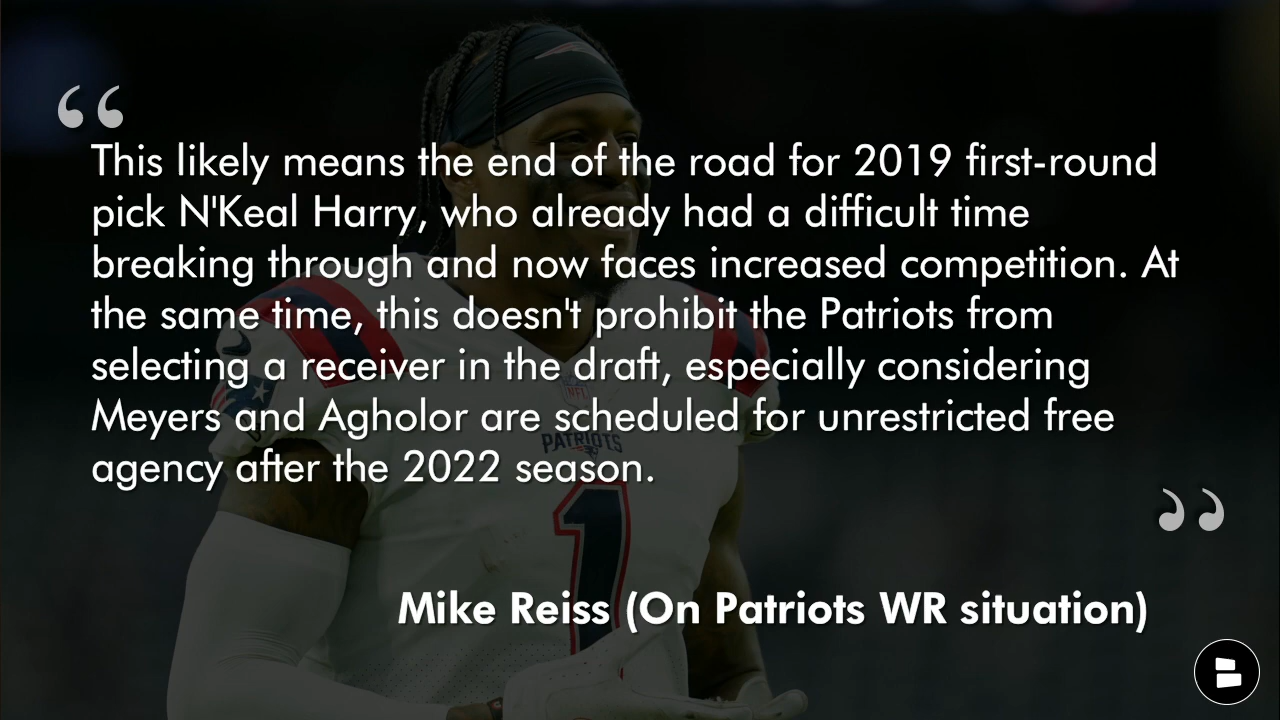 “
This likely means the end of the road for 2019 first-round
pick N'Keal Harry, who already had a difficult time
breaking through and now faces increased competition. At
the same time, this doesn't prohibit the Patriots from
selecting a receiver in the draft, especially considering
Meyers and Agholor are scheduled for unrestricted free
agency after the 2022 season.
”
Mike Reiss (On Patriots WR situation)
NFL
PATRIOTS
1